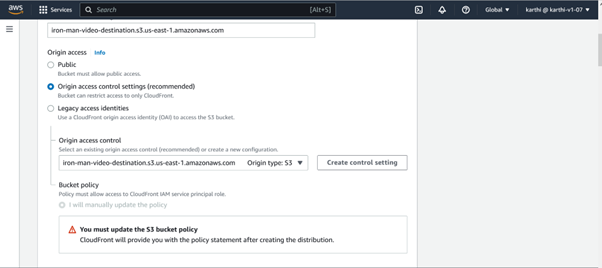 aws
Services
Search
[Alt+S]
Global
karthi @ karthi-v1-07
iron-man-video-destination.s3.us-east-1.amazonaws.com
Origin access
Info
Public
Bucket must allow public access.
Origin access control settings (recommended)
Bucket can restrict access to only CloudFront.
Legacy access identities
Use a CloudFront origin access identity (OAI) to access the S3 bucket.
Origin access control
Select an existing origin access control (recommended) or create a new configuration.
iron-man-video-destination.s3.us-east-1.amazonaws.com
Origin type: S3
Create control setting
Bucket policy
Policy must allow access to CloudFront IAM service principal role.
I will manually update the policy
You must update the S3 bucket policy
CloudFront will provide you with the policy statement after creating the distribution.